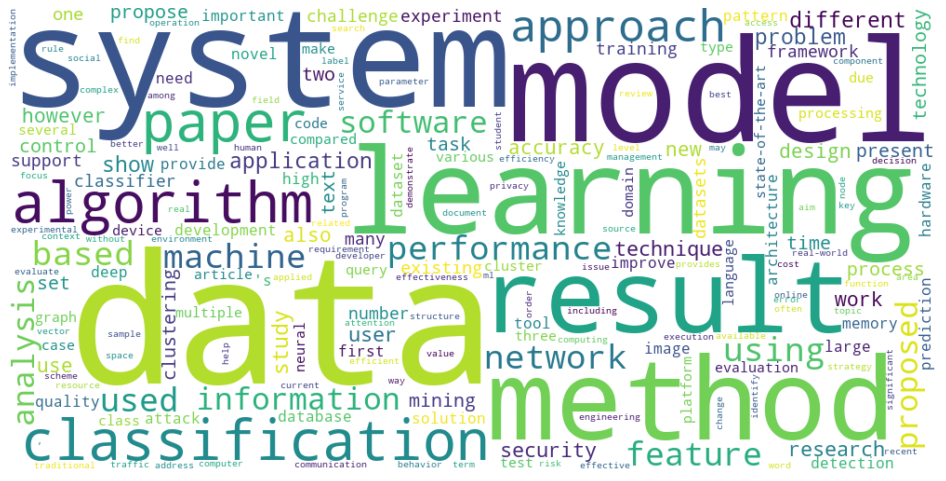 implementation
one
propose
operation
important
challenge
experiment
search
pattern
access
different
technology
rule
find
system
approach
novel
make
training
type
problem
component
social
label
model
framework
need
two
parameter
complex
among
field
service
review
best
due
state-of-the-art
processing
however
paper
code
software
student
level
several
better
well
human
compared
task
efficiency
management
accuracy
new
design
present
control
support
show
provide
application
various
may
decision
focus
classifier
high
text
program
dataset
demonstrate
learning
privacy
knowledge
domain
datasets
architecture
aim
node
key
hardware
algorithm
power
real
document
source
experimental
device
development
related
context
without
environment
also
many
requirement
developer
performance
technique
time
real-world
based
machine
issue
improve
provides
language
cost
process
evaluate
deep
article
's
applied
effectiveness
existing
query
cluster
ml
result
function
area
set
analysis
graph
multiple
number
attention
structure
order
including
online
error
often
topic
work
vector
clustering
data
study
neural
user
tool
case
sample
first
three
computing
execution
available
memory
use
space
help
efficient
value
network
image
evaluation
using
large
prediction
scheme
resource
current
way
method
platform
strategy
significant
quality
used
information
mining
change
identify
proposed
class
attack
database
solution
engineering
classification
security
feature
research
recent
traditional
traffic
address
computer
communication
behavior
term
test
risk
effective
word
detection